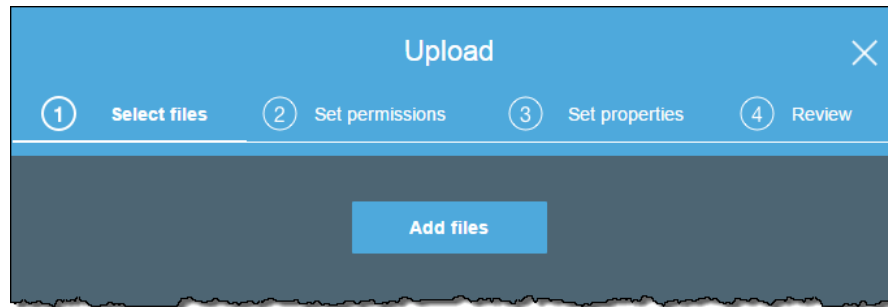 Upload
1 Select files 2 Set permissions 3 Set properties 4 Review
Add files